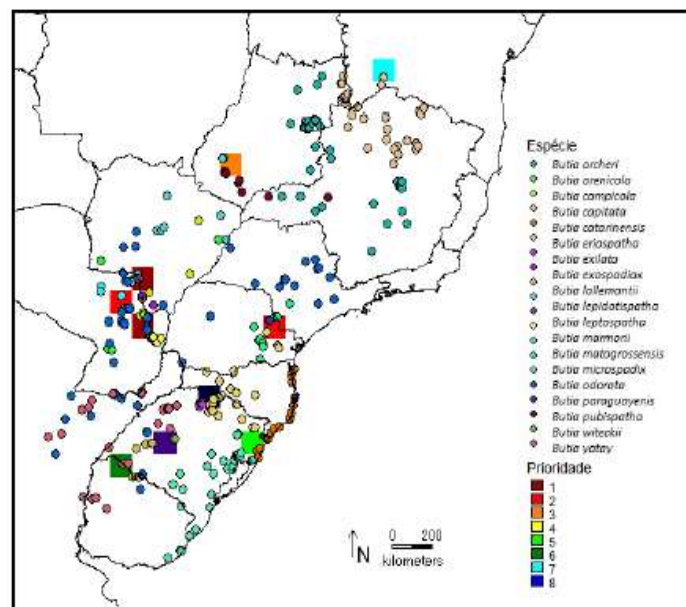 Espécie
Butia archeri
Butia arenicola
Butia campicola
Butia capitata
Butia catarinensis
Butia eriospatha
Butia exilata
Butia exospadix
Butia lallemantii
Butia lepidotispatha
Butia leptospatha
Butia marmorii
Butia matogrossensis
Butia microspadix
Butia odorata
Butia paraguayenis
Butia pubispatha
Butia witeckii
Butia yatay
Prioridade
1
2
3
4
5
6
7
8
N
0 200
kilometers